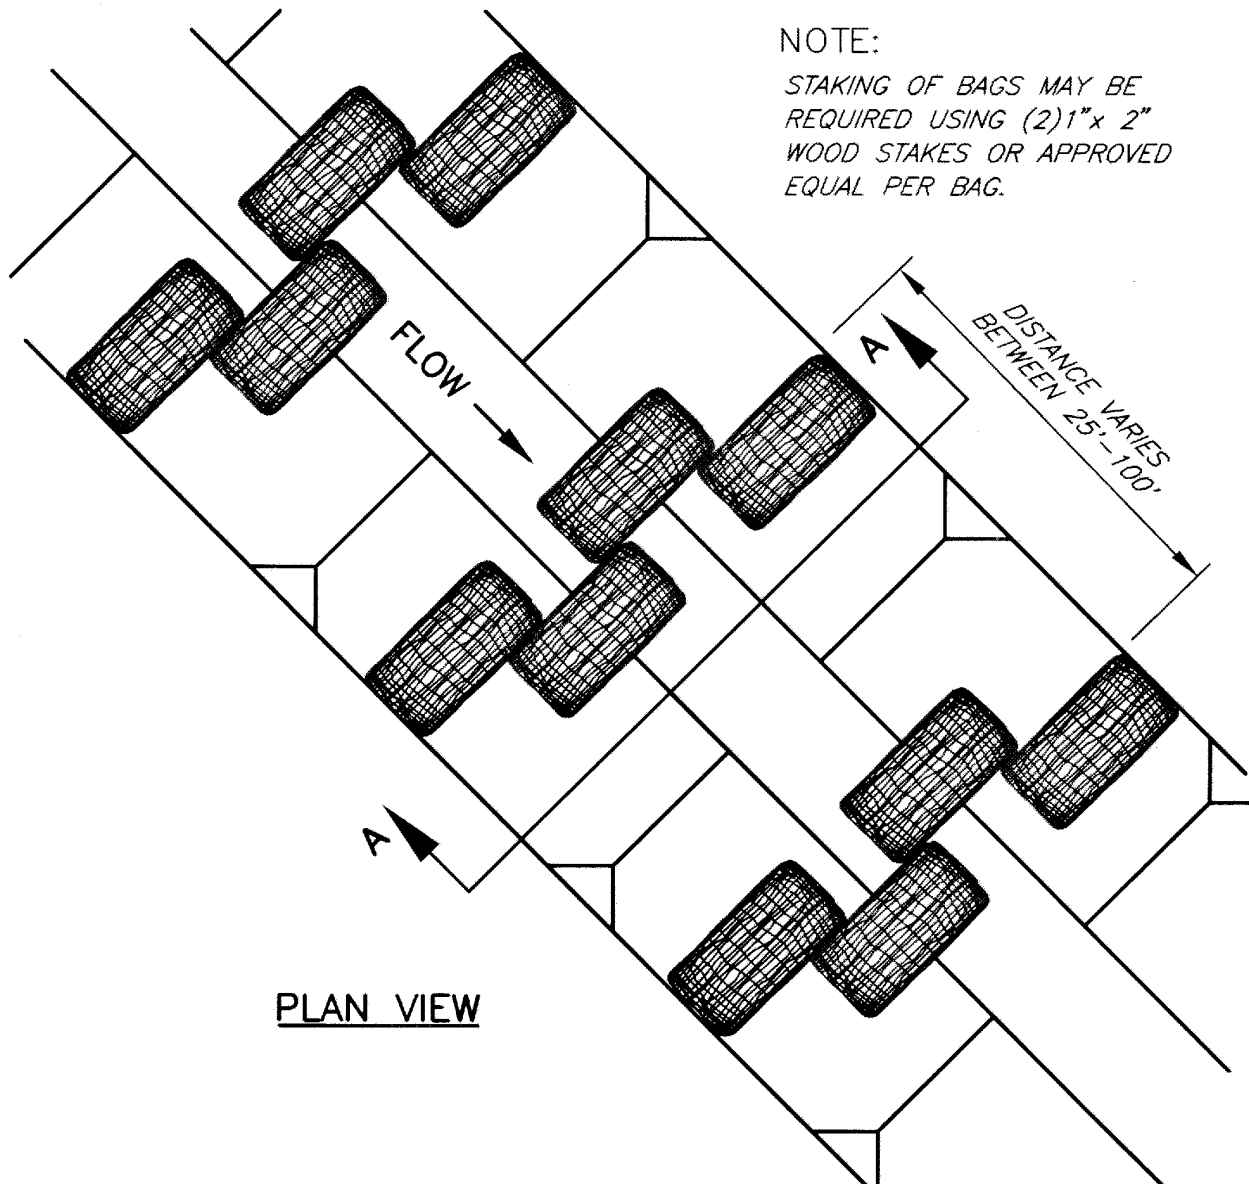 NOTE:
STAKING OF BAGS MAY BE
REQUIRED USING (2)1"x 2"
WOOD STAKES OR APPROVED
EQUAL PER BAG.
A
DISTANCE VARIES
BETWEEN 25'-100'
FLOW
A
PLAN VIEW